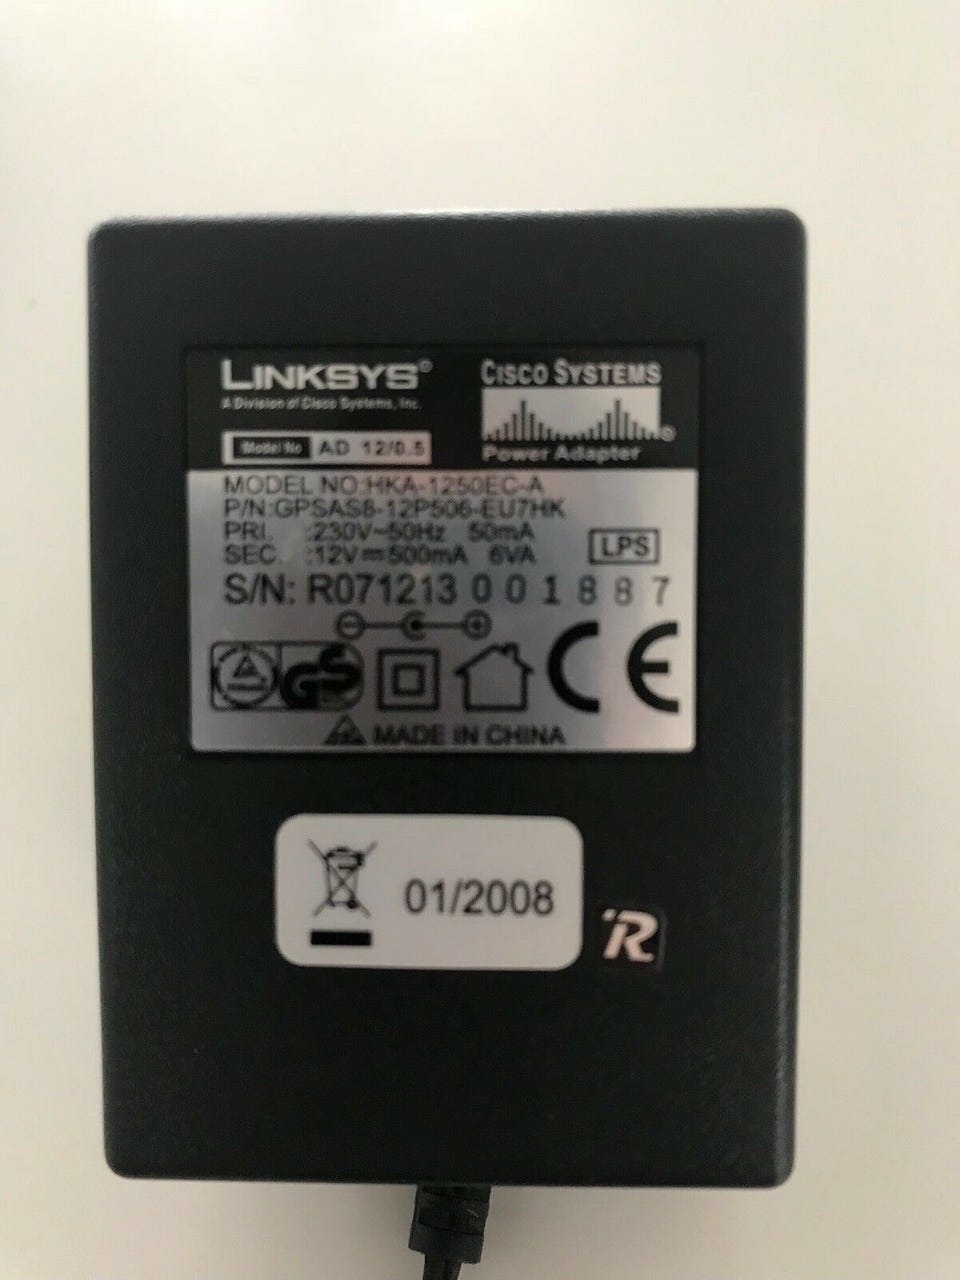 LINKSYS®
A Division of Cisco Systems, Inc.
Model No AD 12/0.5
CISCO SYSTEMS
Power Adapter
MODEL NO:HKA-1250EC-A
P/N:GPSAS6-12P506-EU7HK
PRI. :230V~50Hz 50mA
SEC. :12V⎓500mA 6VA
LPS
S/N: R071213 0 0 1 8 8 7
GS
CE
MADE IN CHINA
01/2008
R